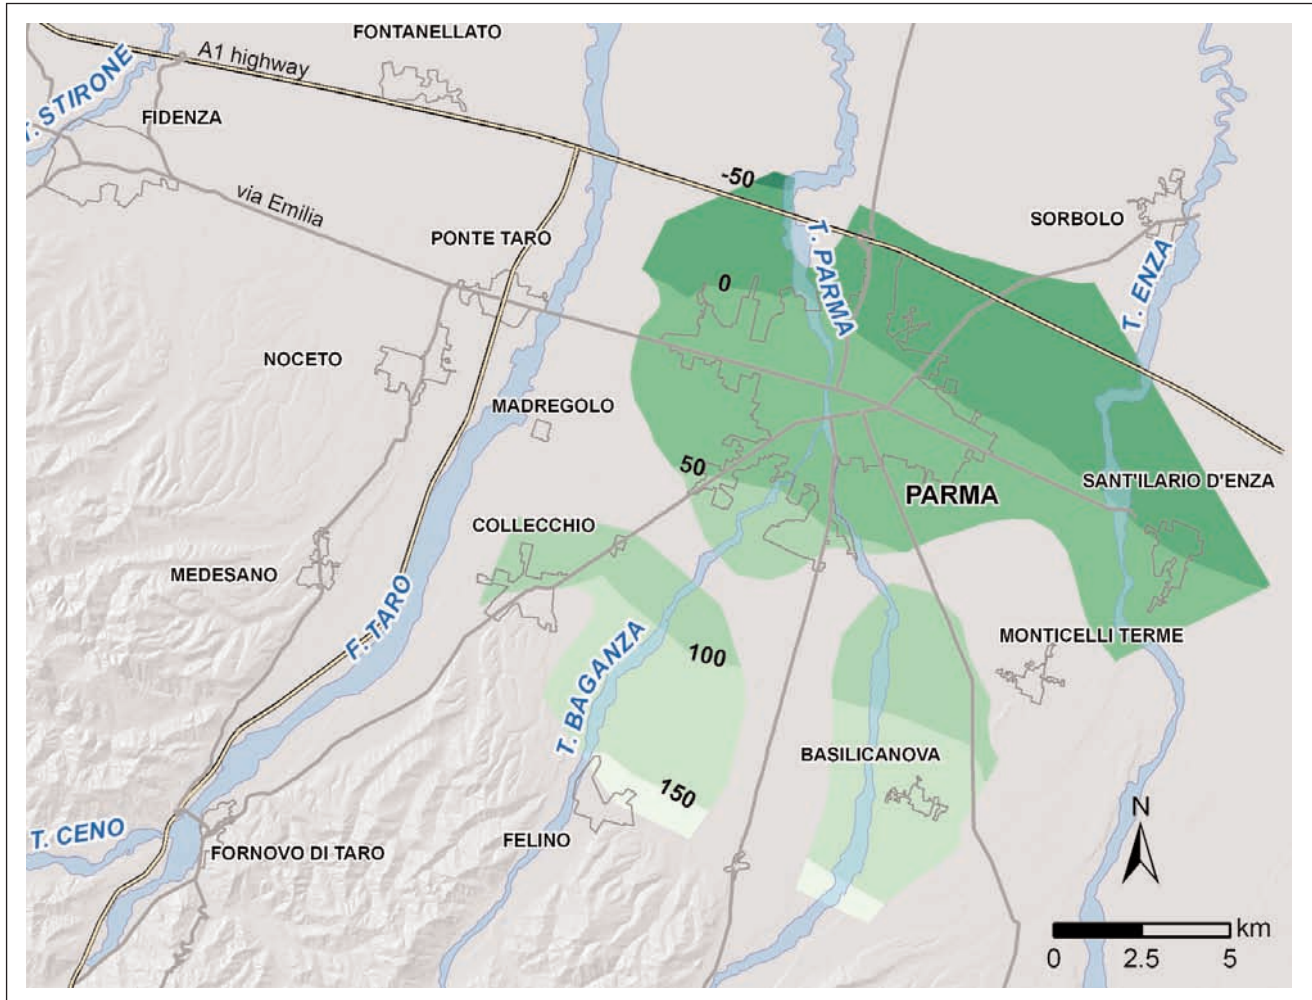 FONTANELLATO
A1 highway
T. STIRONE
FIDENZA
-50
via Emilia
SORBOLO
PONTE TARO
T. PARMA
T. ENZA
0
NOCETO
MADREGOLO
50
SANT'ILARIO D'ENZA
PARMA
COLLECCHIO
MEDESANO
F. TARO
MONTICELLI TERME
100
T. BAGANZA
BASILICANOVA
150
N
T. CENO
FELINO
FORNOVO DI TARO
km
0 2.5 5